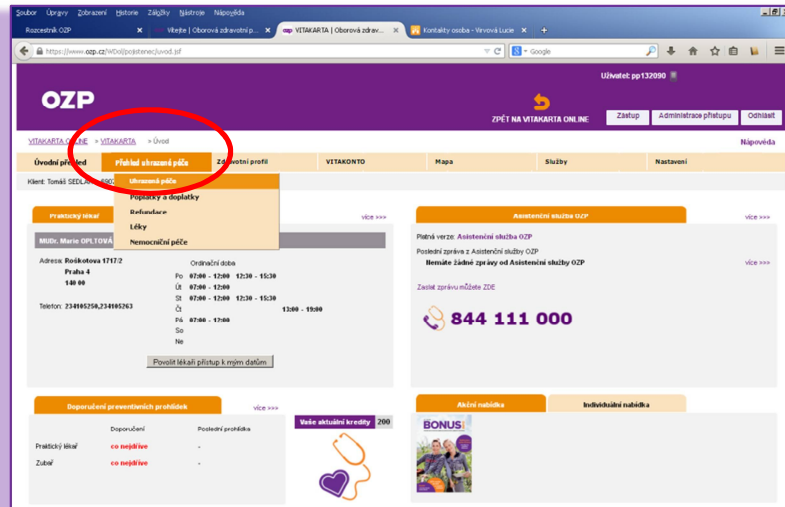 Soubor Úpravy Zobrazení Historie Záložky Nástroje Nápověda
Rozcestník OZP × Vítejte | Oborová zdravotní p... × ozp VITAKARTA | Oborová zdrav... × Kontakty osoba - Virvová Lucie × +
https://www.ozp.cz/WDol/pojistenec/uvod.jsf Google
Uživatel: pp132090
OZP
ZPĚT NA VITAKARTA ONLINE Zástup Administrace přístupu Odhlásit
VITAKARTA ONLINE » VITAKARTA » Úvod Nápověda
Úvodní přehled Přehled uhrazené péče Zdravotní profil VITAKONTO Mapa Služby Nastavení
Klient: Tomáš SEDLA
Uhrazená péče
Poplatky a doplatky
Refundace
Léky
Nemocniční péče
Praktický lékař více >>>
MUDr. Marie OPLTOVÁ
Adresa: Roškotova 1717/2
Praha 4
140 00
Telefon: 234105250,234105263
Ordinační doba
Po 07:00 - 12:00 12:30 - 15:30
Út 07:00 - 12:00
St 07:00 - 12:00 12:30 - 15:30
Čt 13:00 - 19:00
Pá 07:00 - 12:00
So
Ne
Povolit lékaři přístup k mým datům
Asistenční služba OZP více >>>
Platná verze: Asistenční služba OZP
Poslední zpráva z Asistenční služby OZP
Nemáte žádné zprávy od Asistenční služby OZP více >>>
Zaslat zprávu můžete ZDE
844 111 000
Doporučení preventivních prohlídek více >>>
Doporučení Poslední prohlídka
Praktický lékař co nejdříve -
Zubař co nejdříve -
Vaše aktuální kredity 200
Akční nabídka Individuální nabídka
BONUS